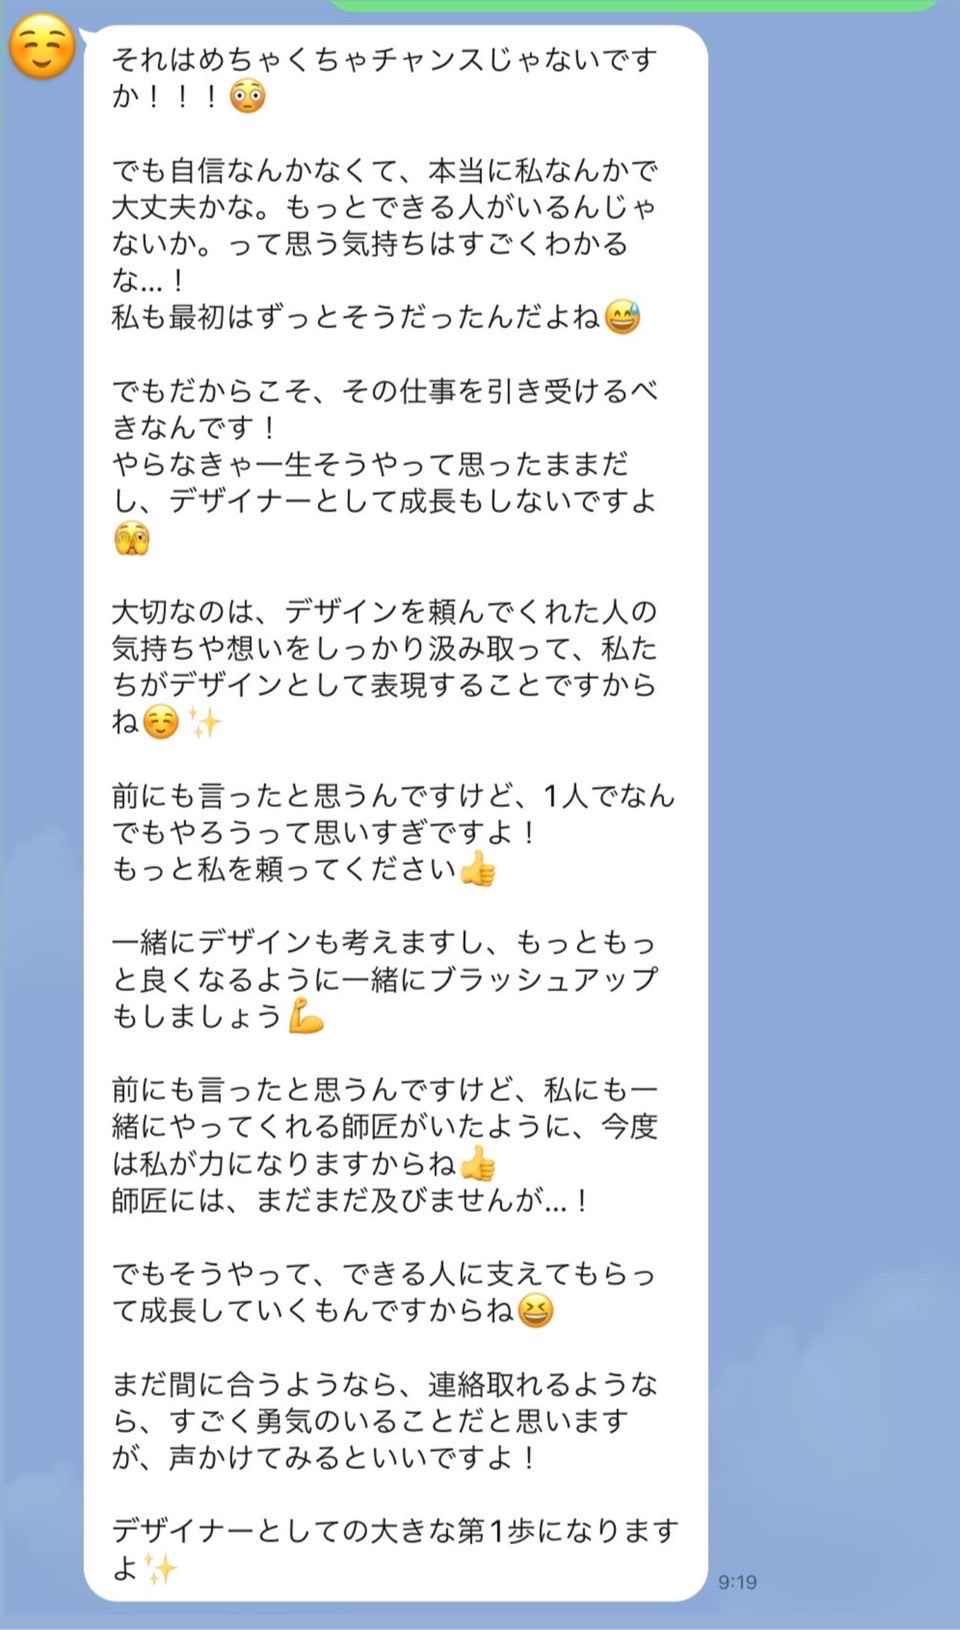 それはめちゃくちゃチャンスじゃないです
か！！！😳
でも自信なんかなくて、本当に私なんかで
大丈夫かな。もっとできる人がいるんじゃ
ないか。って思う気持ちはすごくわかる
な…！
私も最初はずっとそうだったんだよね😅
でもだからこそ、その仕事を引き受けるべ
きなんです！
やらなきゃ一生そうやって思ったままだ
し、デザイナーとして成長もしないですよ
🫣
大切なのは、デザインを頼んでくれた人の
気持ちや想いをしっかり汲み取って、私た
ちがデザインとして表現することですから
ね☺️✨
前にも言ったと思うんですけど、1人でなん
でもやろうって思いすぎですよ！
もっと私を頼ってください👍
一緒にデザインも考えますし、もっともっ
と良くなるように一緒にブラッシュアップ
もしましょう💪
前にも言ったと思うんですけど、私にも一
緒にやってくれる師匠がいたように、今度
は私が力になりますからね👍
師匠には、まだまだ及びませんが…！
でもそうやって、できる人に支えてもらっ
て成長していくもんですからね😆
まだ間に合うようなら、連絡取れるような
ら、すごく勇気のいることだと思います
が、声かけてみるといいですよ！
デザイナーとしての大きな第1歩になります
よ✨
9:19